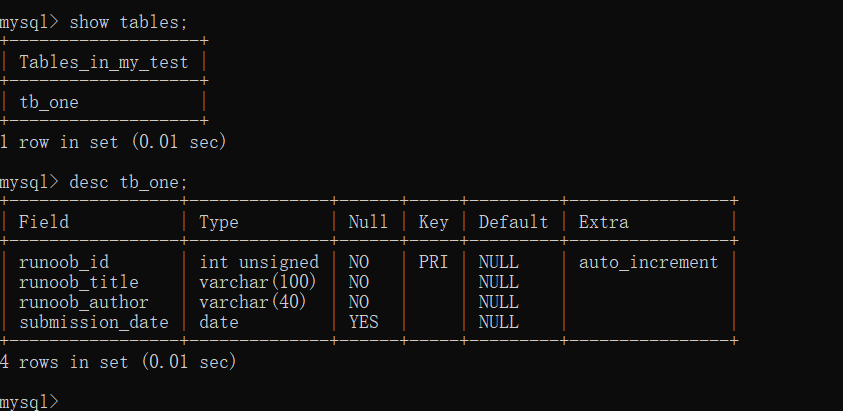 mysql> show tables;
+-------------------+
| Tables_in_my_test |
+-------------------+
| tb_one            |
+-------------------+
1 row in set (0.01 sec)
mysql> desc tb_one;
+-----------------+--------------+------+-----+---------+----------------+
| Field           | Type         | Null | Key | Default | Extra          |
+-----------------+--------------+------+-----+---------+----------------+
| runoob_id       | int unsigned | NO   | PRI | NULL    | auto_increment |
| runoob_title    | varchar(100) | NO   |     | NULL    |                |
| runoob_author   | varchar(40)  | NO   |     | NULL    |                |
| submission_date | date         | YES  |     | NULL    |                |
+-----------------+--------------+------+-----+---------+----------------+
4 rows in set (0.01 sec)
mysql>